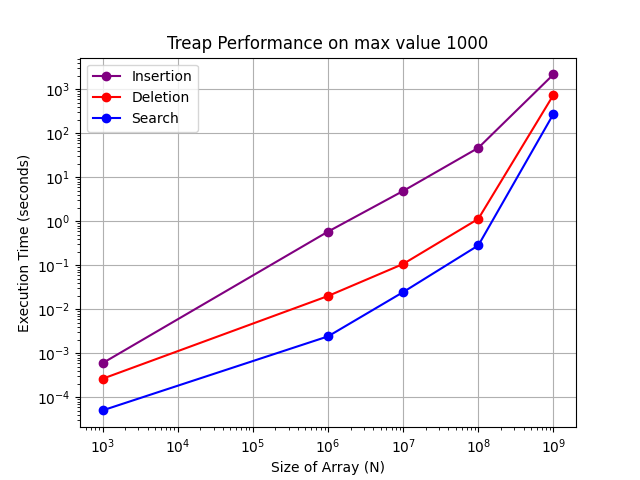 Treap Performance on max value 1000
Insertion
Deletion
Search
Execution Time (seconds)
10³
10²
10¹
10⁰
10⁻¹
10⁻²
10⁻³
10⁻⁴
10³ 10⁴ 10⁵ 10⁶ 10⁷ 10⁸ 10⁹
Size of Array (N)